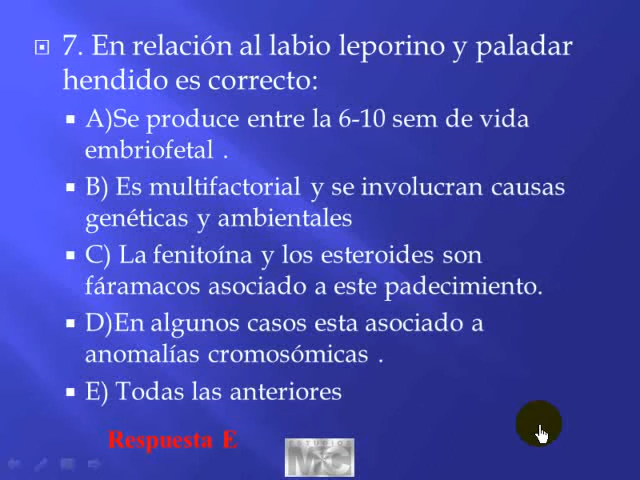 7. En relación al labio leporino y paladar
hendido es correcto:
A)Se produce entre la 6-10 sem de vida
embriofetal .
B) Es multifactorial y se involucran causas
genéticas y ambientales
C) La fenitoína y los esteroides son
fáramacos asociado a este padecimiento.
D)En algunos casos esta asociado a
anomalías cromosómicas .
E) Todas las anteriores
Respuesta E
ESTUDIOS
MC